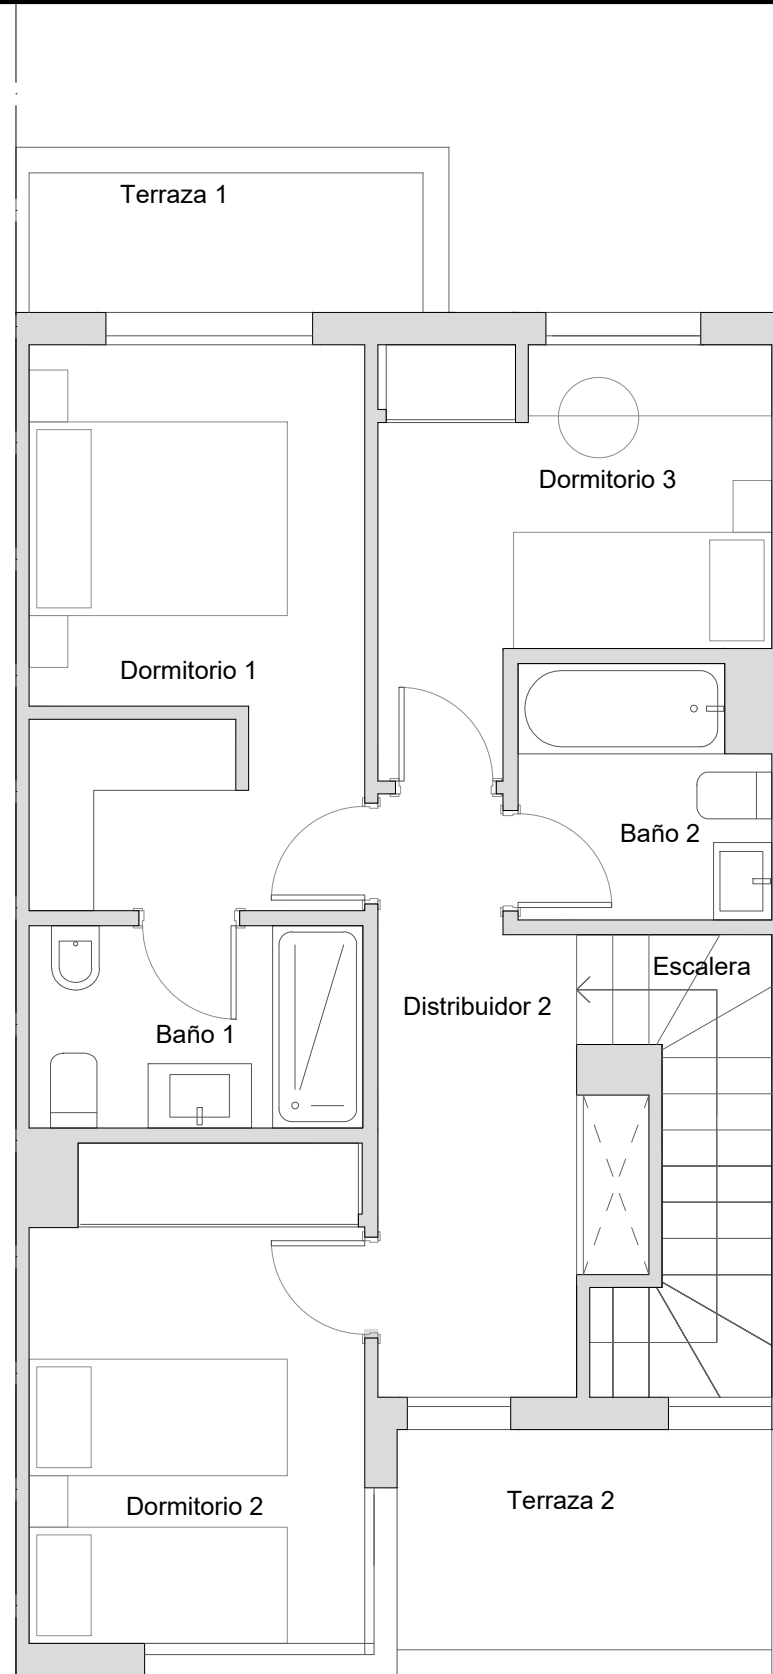 Terraza 1
Dormitorio 3
Dormitorio 1
Baño 2
Escalera
Distribuidor 2
Baño 1
Terraza 2
Dormitorio 2